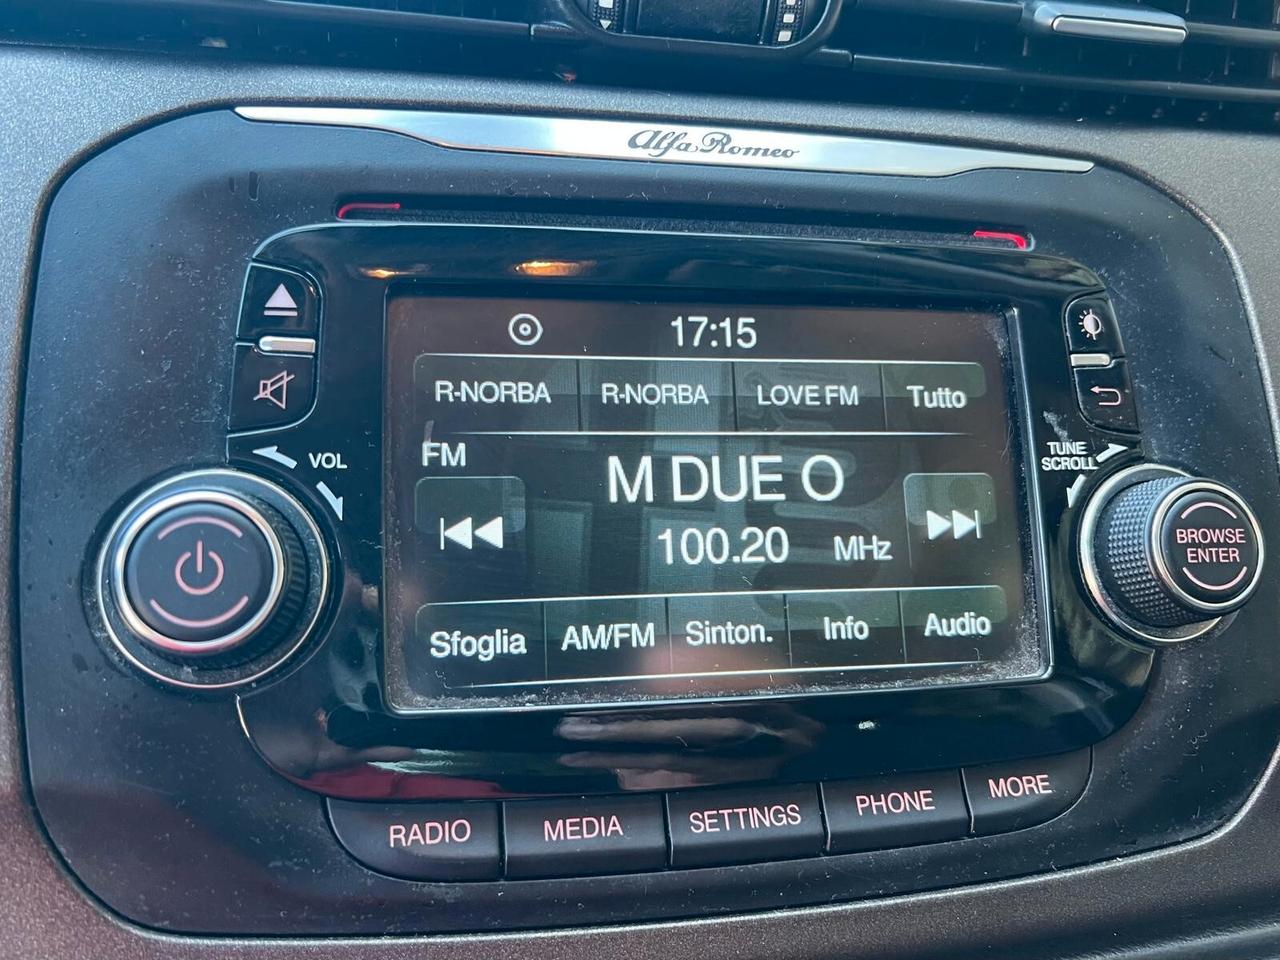 Alfa Romeo
17:15
R-NORBA R-NORBA LOVE FM Tutto
VOL
FM
M DUE O
TUNE
SCROLL
100.20 MHz
BROWSE
ENTER
Sfoglia AM/FM Sinton. Info Audio
RADIO MEDIA SETTINGS PHONE MORE